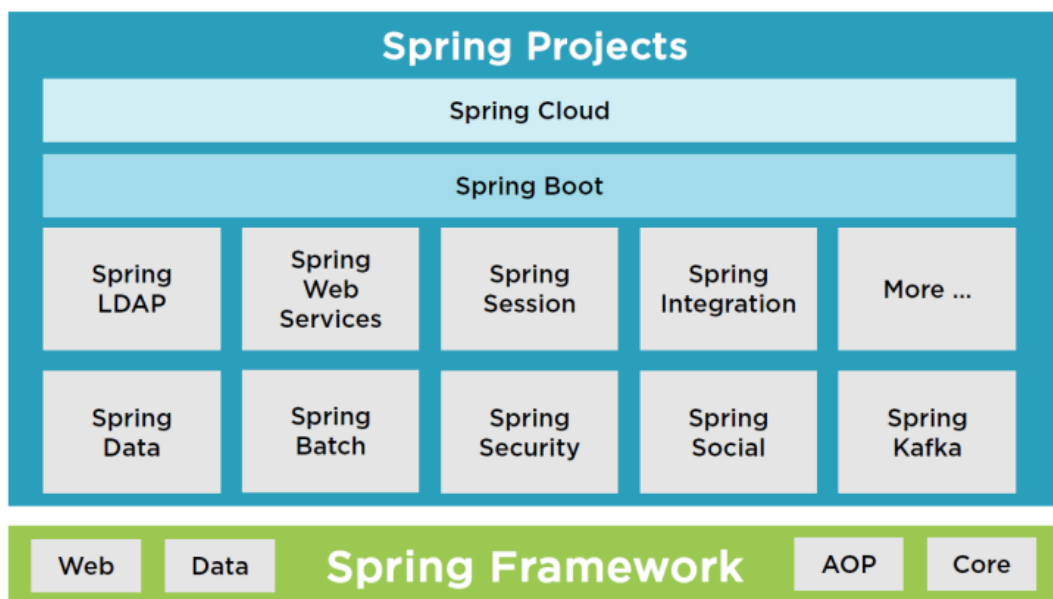 Spring Projects
Spring Cloud
Spring Boot
Spring
LDAP
Spring
Web
Services
Spring
Session
Spring
Integration
More ...
Spring
Data
Spring
Batch
Spring
Security
Spring
Social
Spring
Kafka
Web
Data
Spring Framework
AOP
Core